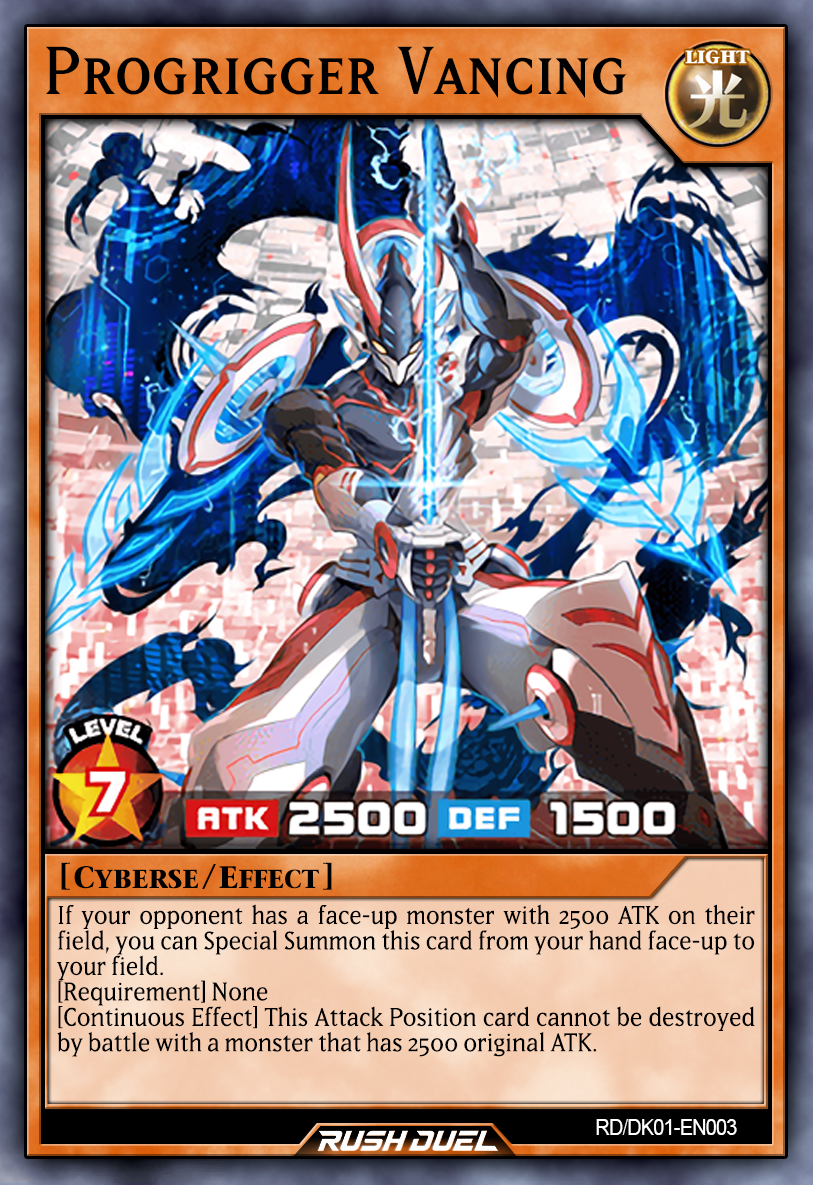 Progrigger Vancing
LIGHT
光
LEVEL
7
ATK 2500 DEF 1500
[Cyberse/Effect]
If your opponent has a face-up monster with 2500 ATK on their
field, you can Special Summon this card from your hand face-up to
your field.
[Requirement] None
[Continuous Effect] This Attack Position card cannot be destroyed
by battle with a monster that has 2500 original ATK.
RD/DK01-EN003
RUSH DUEL